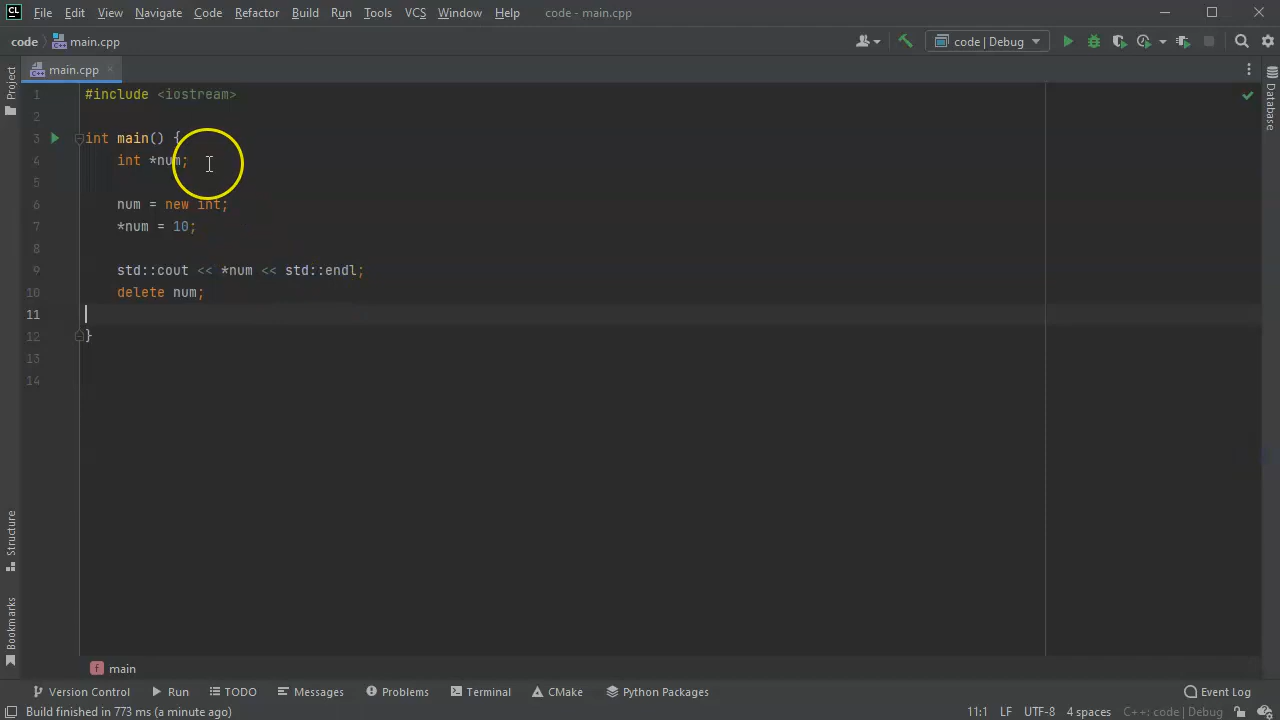 CL File Edit View Navigate Code Refactor Build Run Tools VCS Window Help code - main.cpp
code main.cpp code | Debug
Project main.cpp Database
1 #include <iostream>
2
3 int main() {
4 int *num;
5
6 num = new int;
7 *num = 10;
8
9 std::cout << *num << std::endl;
10 delete num;
11
12 }
13
14
Structure
Bookmarks
f main
Version Control Run TODO Messages Problems Terminal CMake Python Packages Event Log
Build finished in 773 ms (a minute ago) 11:1 LF UTF-8 4 spaces C++: code | Debug